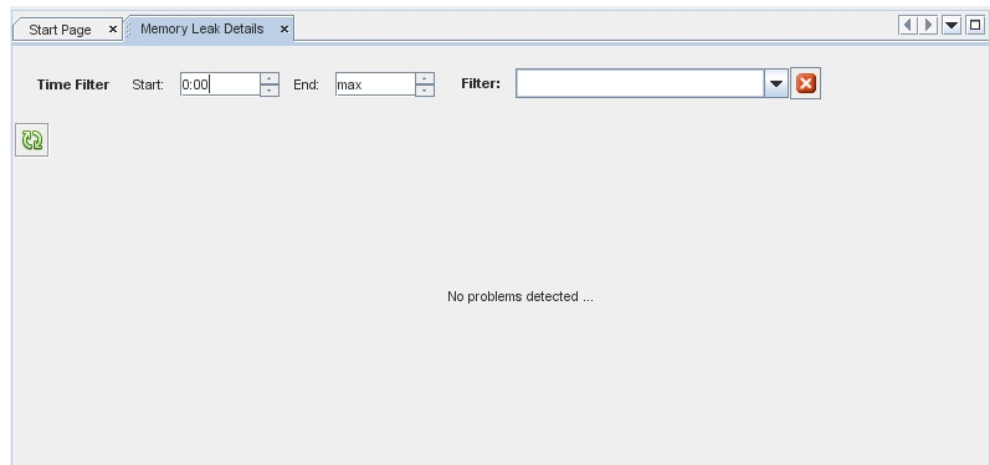 Start Page x Memory Leak Details x
Time Filter Start: 0:00 End: max Filter:
No problems detected ...